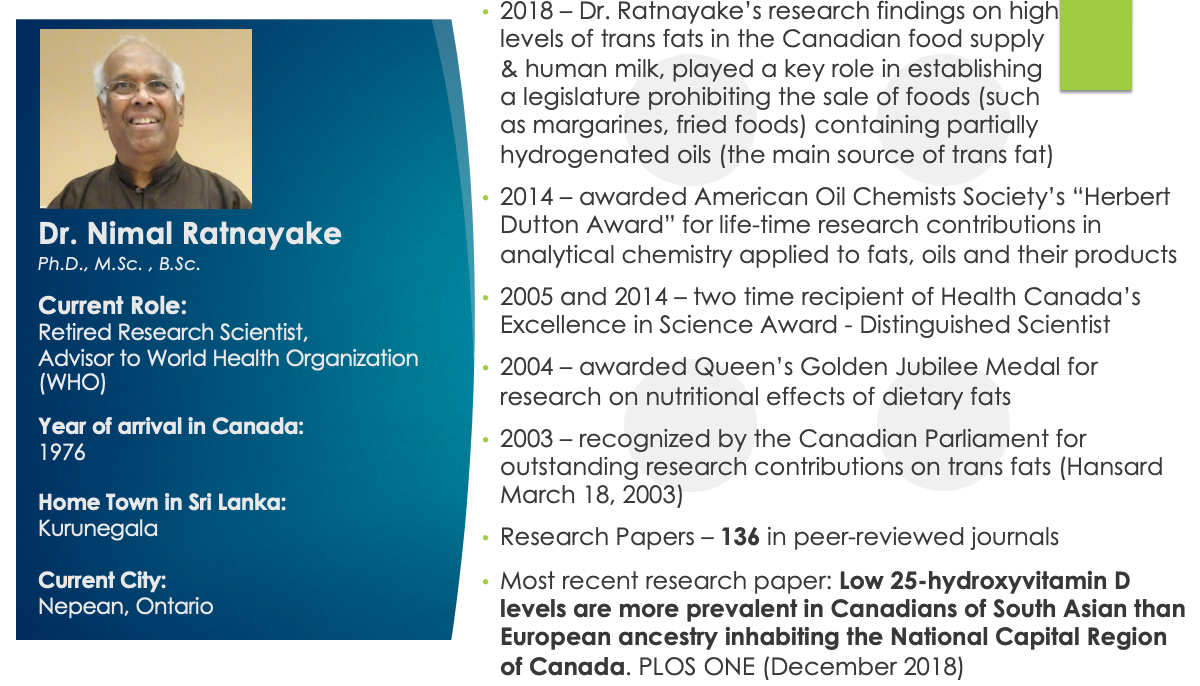 Dr. Nimal Ratnayake
Ph.D., M.Sc. , B.Sc.
Current Role:
Retired Research Scientist,
Advisor to World Health Organization
(WHO)
Year of arrival in Canada:
1976
Home Town in Sri Lanka:
Kurunegala
Current City:
Nepean, Ontario
• 2018 – Dr. Ratnayake’s research findings on high
levels of trans fats in the Canadian food supply
& human milk, played a key role in establishing
a legislature prohibiting the sale of foods (such
as margarines, fried foods) containing partially
hydrogenated oils (the main source of trans fat)
• 2014 – awarded American Oil Chemists Society’s “Herbert
Dutton Award” for life-time research contributions in
analytical chemistry applied to fats, oils and their products
• 2005 and 2014 – two time recipient of Health Canada’s
Excellence in Science Award - Distinguished Scientist
• 2004 – awarded Queen’s Golden Jubilee Medal for
research on nutritional effects of dietary fats
• 2003 – recognized by the Canadian Parliament for
outstanding research contributions on trans fats (Hansard
March 18, 2003)
• Research Papers – 136 in peer-reviewed journals
• Most recent research paper: Low 25-hydroxyvitamin D
levels are more prevalent in Canadians of South Asian than
European ancestry inhabiting the National Capital Region
of Canada. PLOS ONE (December 2018)